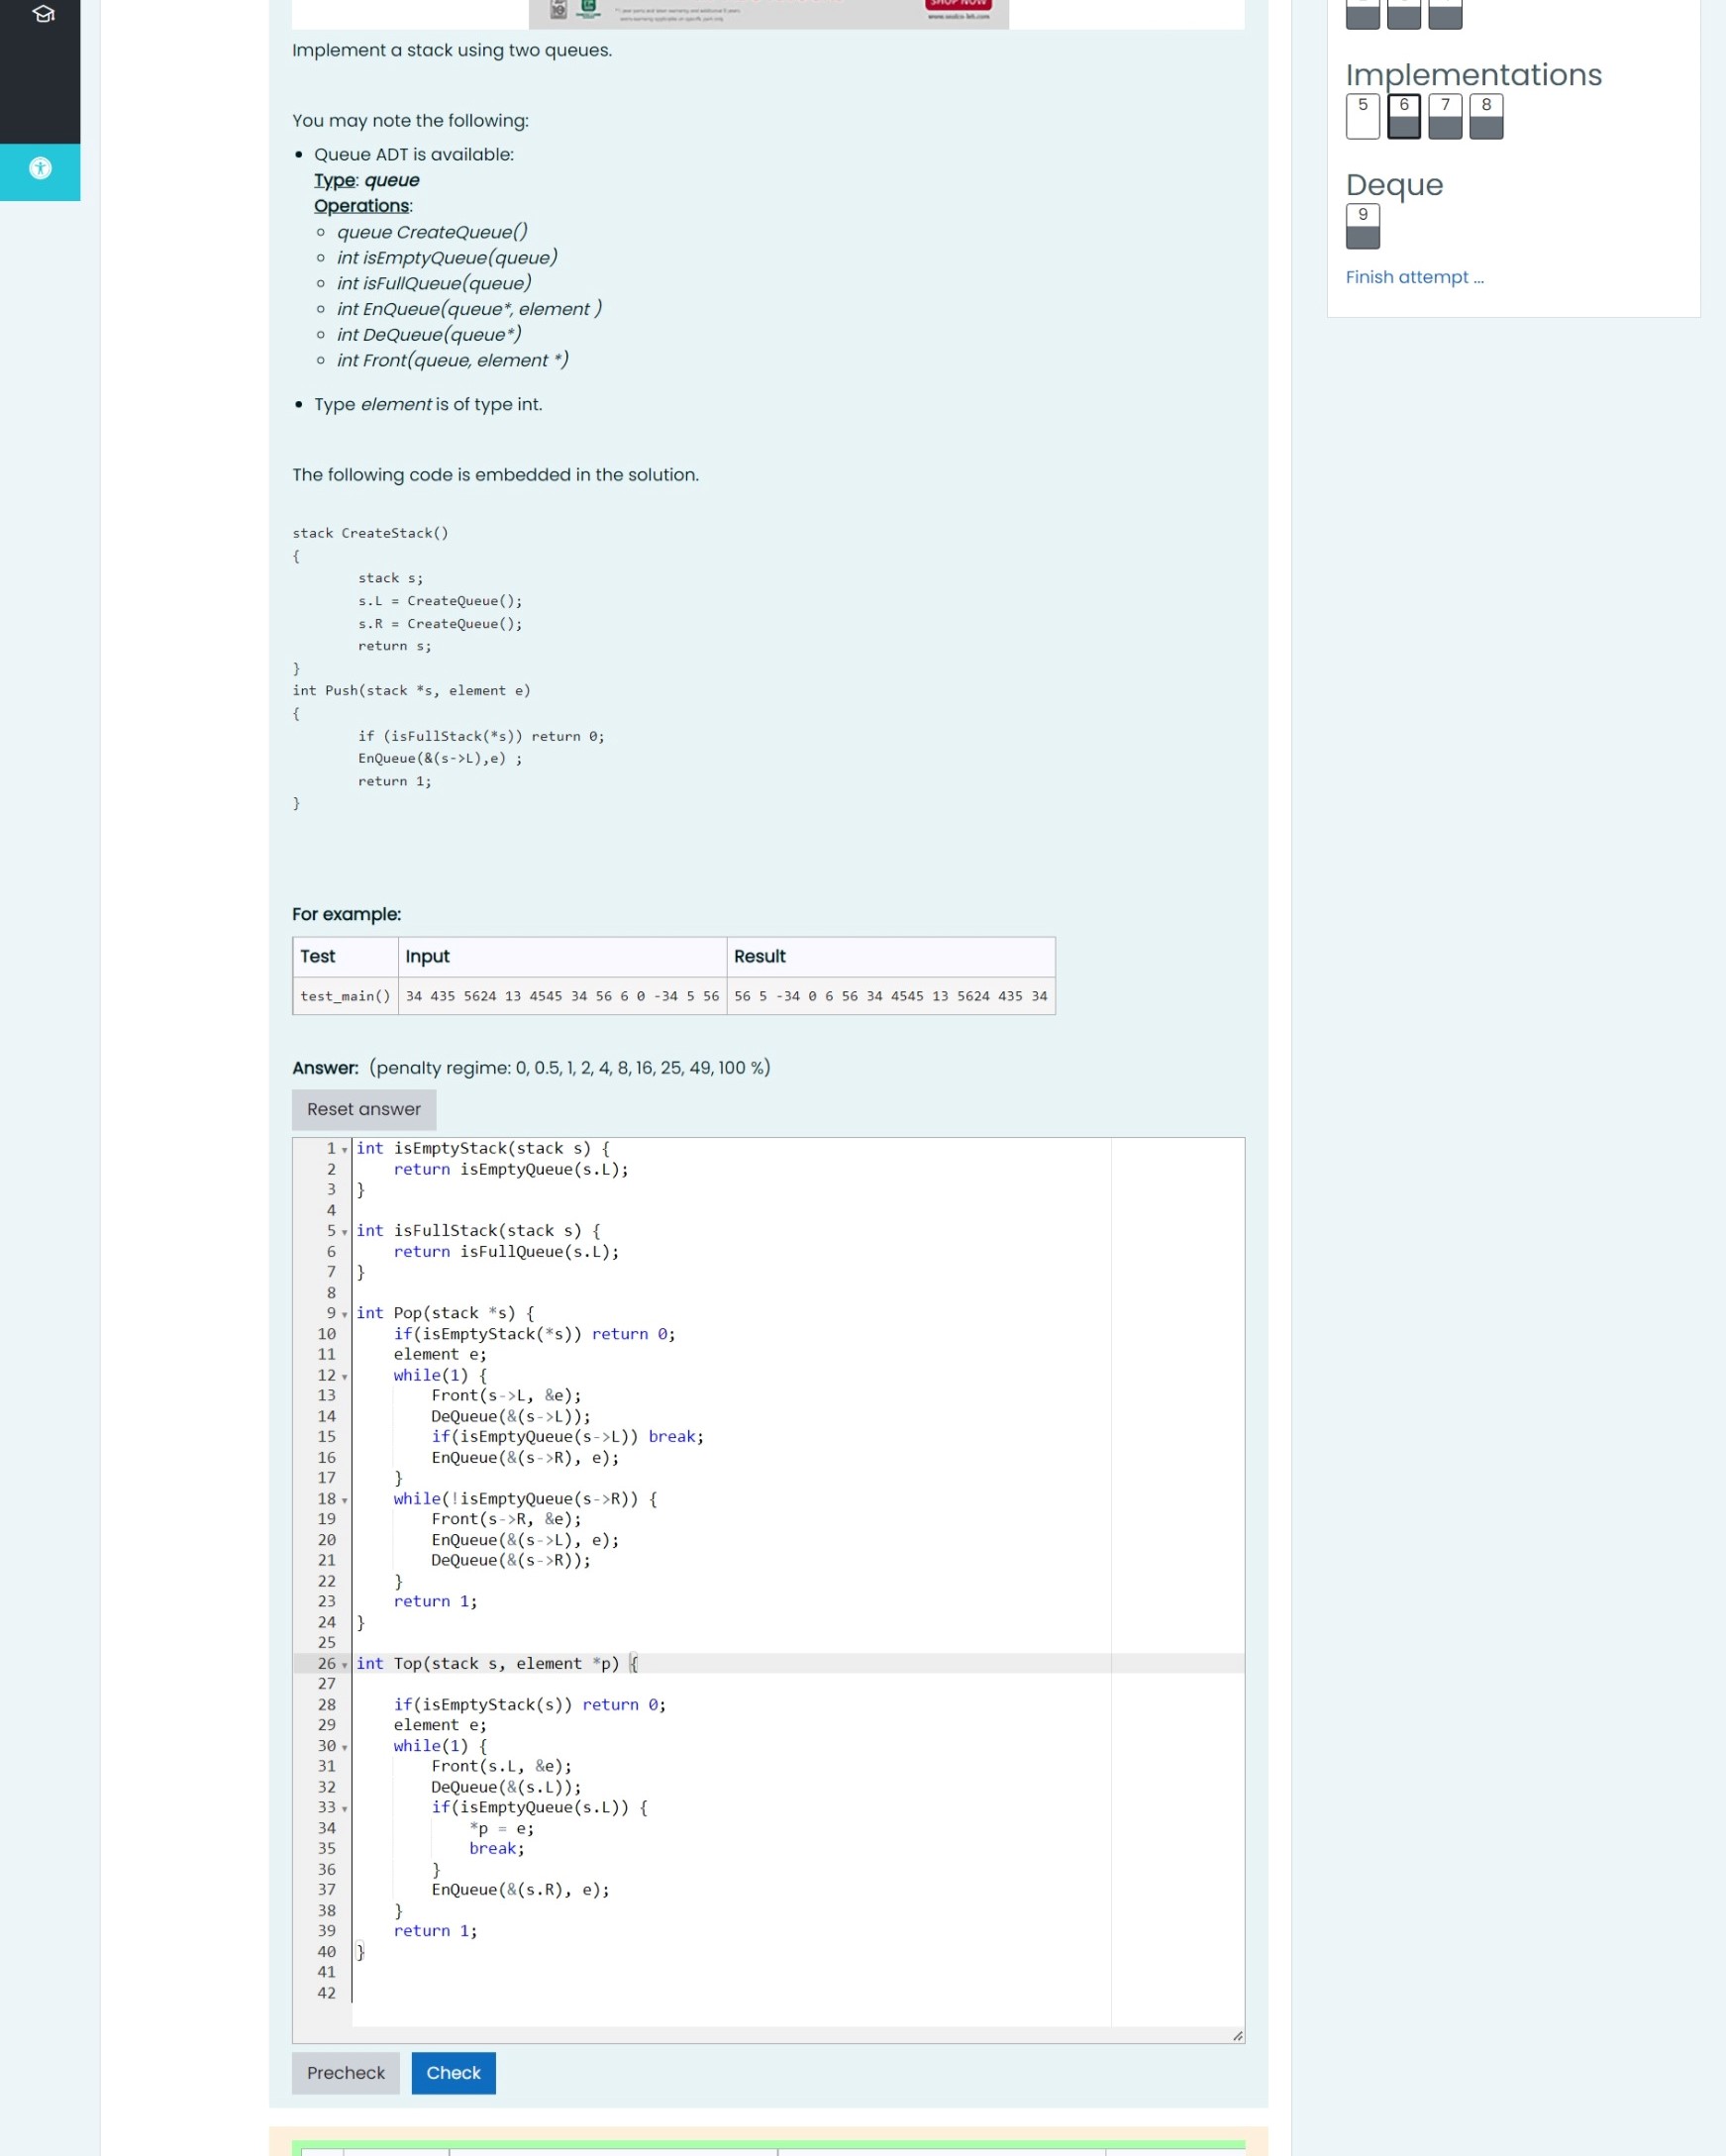 SHOP NOW
Implement a stack using two queues.
You may note the following:
Queue ADT is available:
Type: queue
Operations:
queue CreateQueue()
int isEmptyQueue(queue)
int isFullQueue(queue)
int EnQueue(queue*, element )
int DeQueue(queue*)
int Front(queue, element *)
Type element is of type int.
The following code is embedded in the solution.
stack CreateStack()
{
stack s;
s.L = CreateQueue();
s.R = CreateQueue();
return s;
}
int Push(stack *s, element e)
{
if (isFullStack(*s)) return 0;
EnQueue(&(s->L),e) ;
return 1;
}
For example:
Test Input Result
test_main() 34 435 5624 13 4545 34 56 6 0 -34 5 56 56 5 -34 0 6 56 34 4545 13 5624 435 34
Answer: (penalty regime: 0, 0.5, 1, 2, 4, 8, 16, 25, 49, 100 %)
Reset answer
1 int isEmptyStack(stack s) {
2 return isEmptyQueue(s.L);
3 }
4
5 int isFullStack(stack s) {
6 return isFullQueue(s.L);
7 }
8
9 int Pop(stack *s) {
10 if(isEmptyStack(*s)) return 0;
11 element e;
12 while(1) {
13 Front(s->L, &e);
14 DeQueue(&(s->L));
15 if(isEmptyQueue(s->L)) break;
16 EnQueue(&(s->R), e);
17 }
18 while(!isEmptyQueue(s->R)) {
19 Front(s->R, &e);
20 EnQueue(&(s->L), e);
21 DeQueue(&(s->R));
22 }
23 return 1;
24 }
25
26 int Top(stack s, element *p) {
27
28 if(isEmptyStack(s)) return 0;
29 element e;
30 while(1) {
31 Front(s.L, &e);
32 DeQueue(&(s.L));
33 if(isEmptyQueue(s.L)) {
34 *p = e;
35 break;
36 }
37 EnQueue(&(s.R), e);
38 }
39 return 1;
40 }
41
42
Precheck Check
Implementations
5 6 7 8
Deque
9
Finish attempt ...